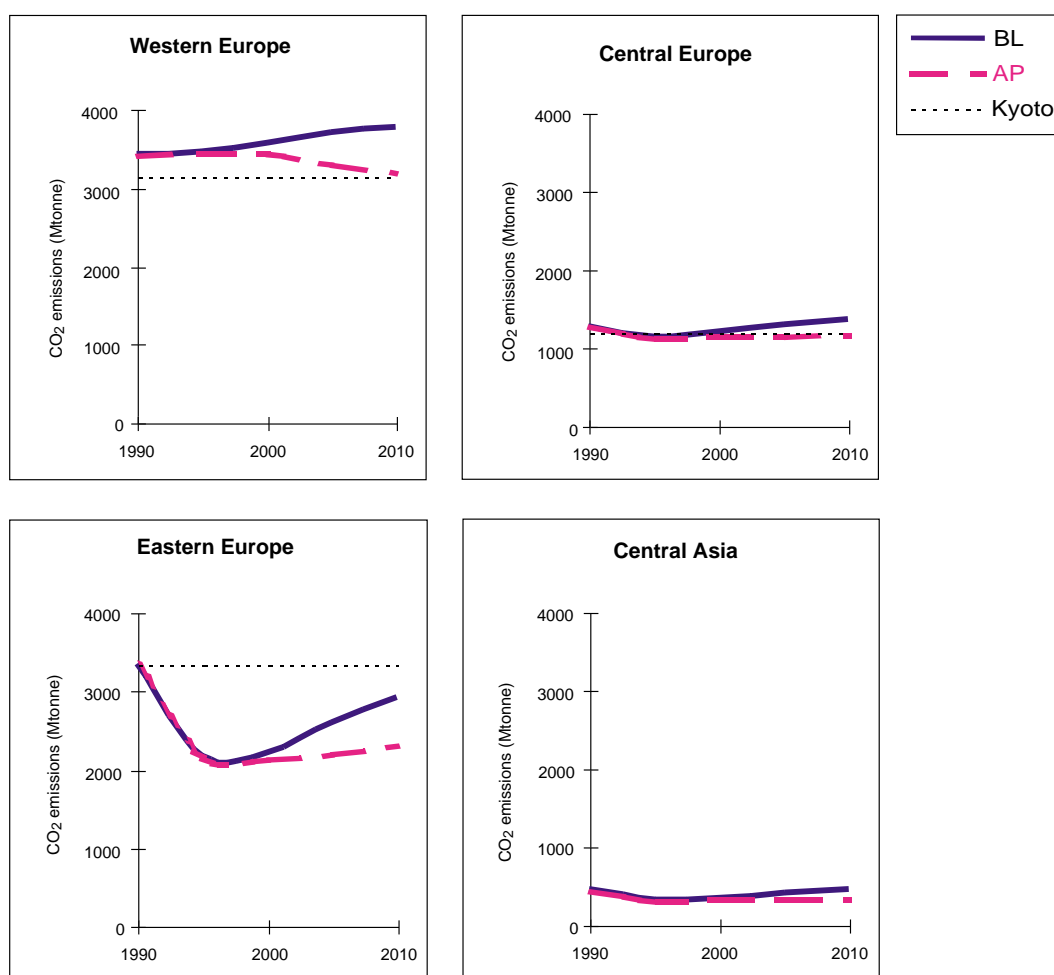 Western Europe
4000
3000
2000
1000
0
1990 2000 2010
CO2 emissions (Mtonne)
Central Europe
4000
3000
2000
1000
0
1990 2000 2010
CO2 emissions (Mtonne)
BL
AP
Kyoto
Eastern Europe
4000
3000
2000
1000
0
1990 2000 2010
CO2 emissions (Mtonne)
Central Asia
4000
3000
2000
1000
0
1990 2000 2010
CO2 emissions (Mtonne)